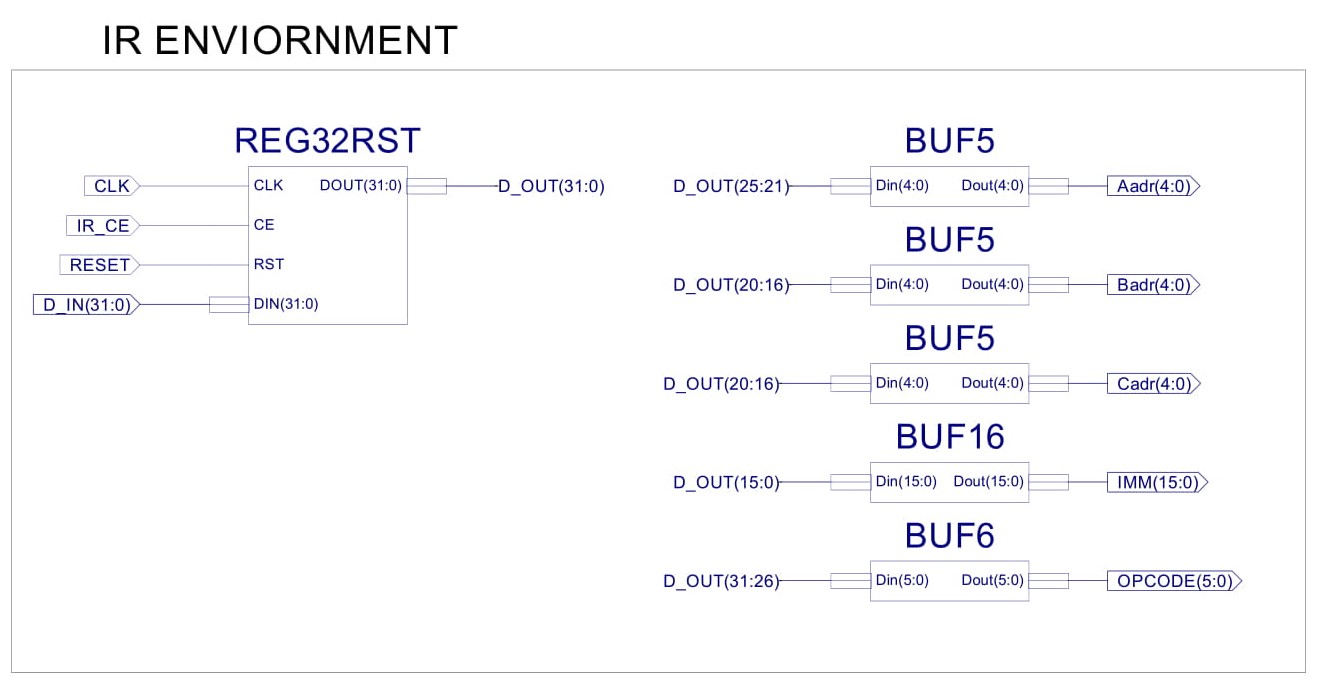 IR ENVIORNMENT
REG32RST
CLK
CLK
DOUT(31:0)
D_OUT(31:0)
IR_CE
CE
RESET
RST
D_IN(31:0)
DIN(31:0)
BUF5
D_OUT(25:21)
Din(4:0)
Dout(4:0)
Aadr(4:0)
BUF5
D_OUT(20:16)
Din(4:0)
Dout(4:0)
Badr(4:0)
BUF5
D_OUT(20:16)
Din(4:0)
Dout(4:0)
Cadr(4:0)
BUF16
D_OUT(15:0)
Din(15:0)
Dout(15:0)
IMM(15:0)
BUF6
D_OUT(31:26)
Din(5:0)
Dout(5:0)
OPCODE(5:0)